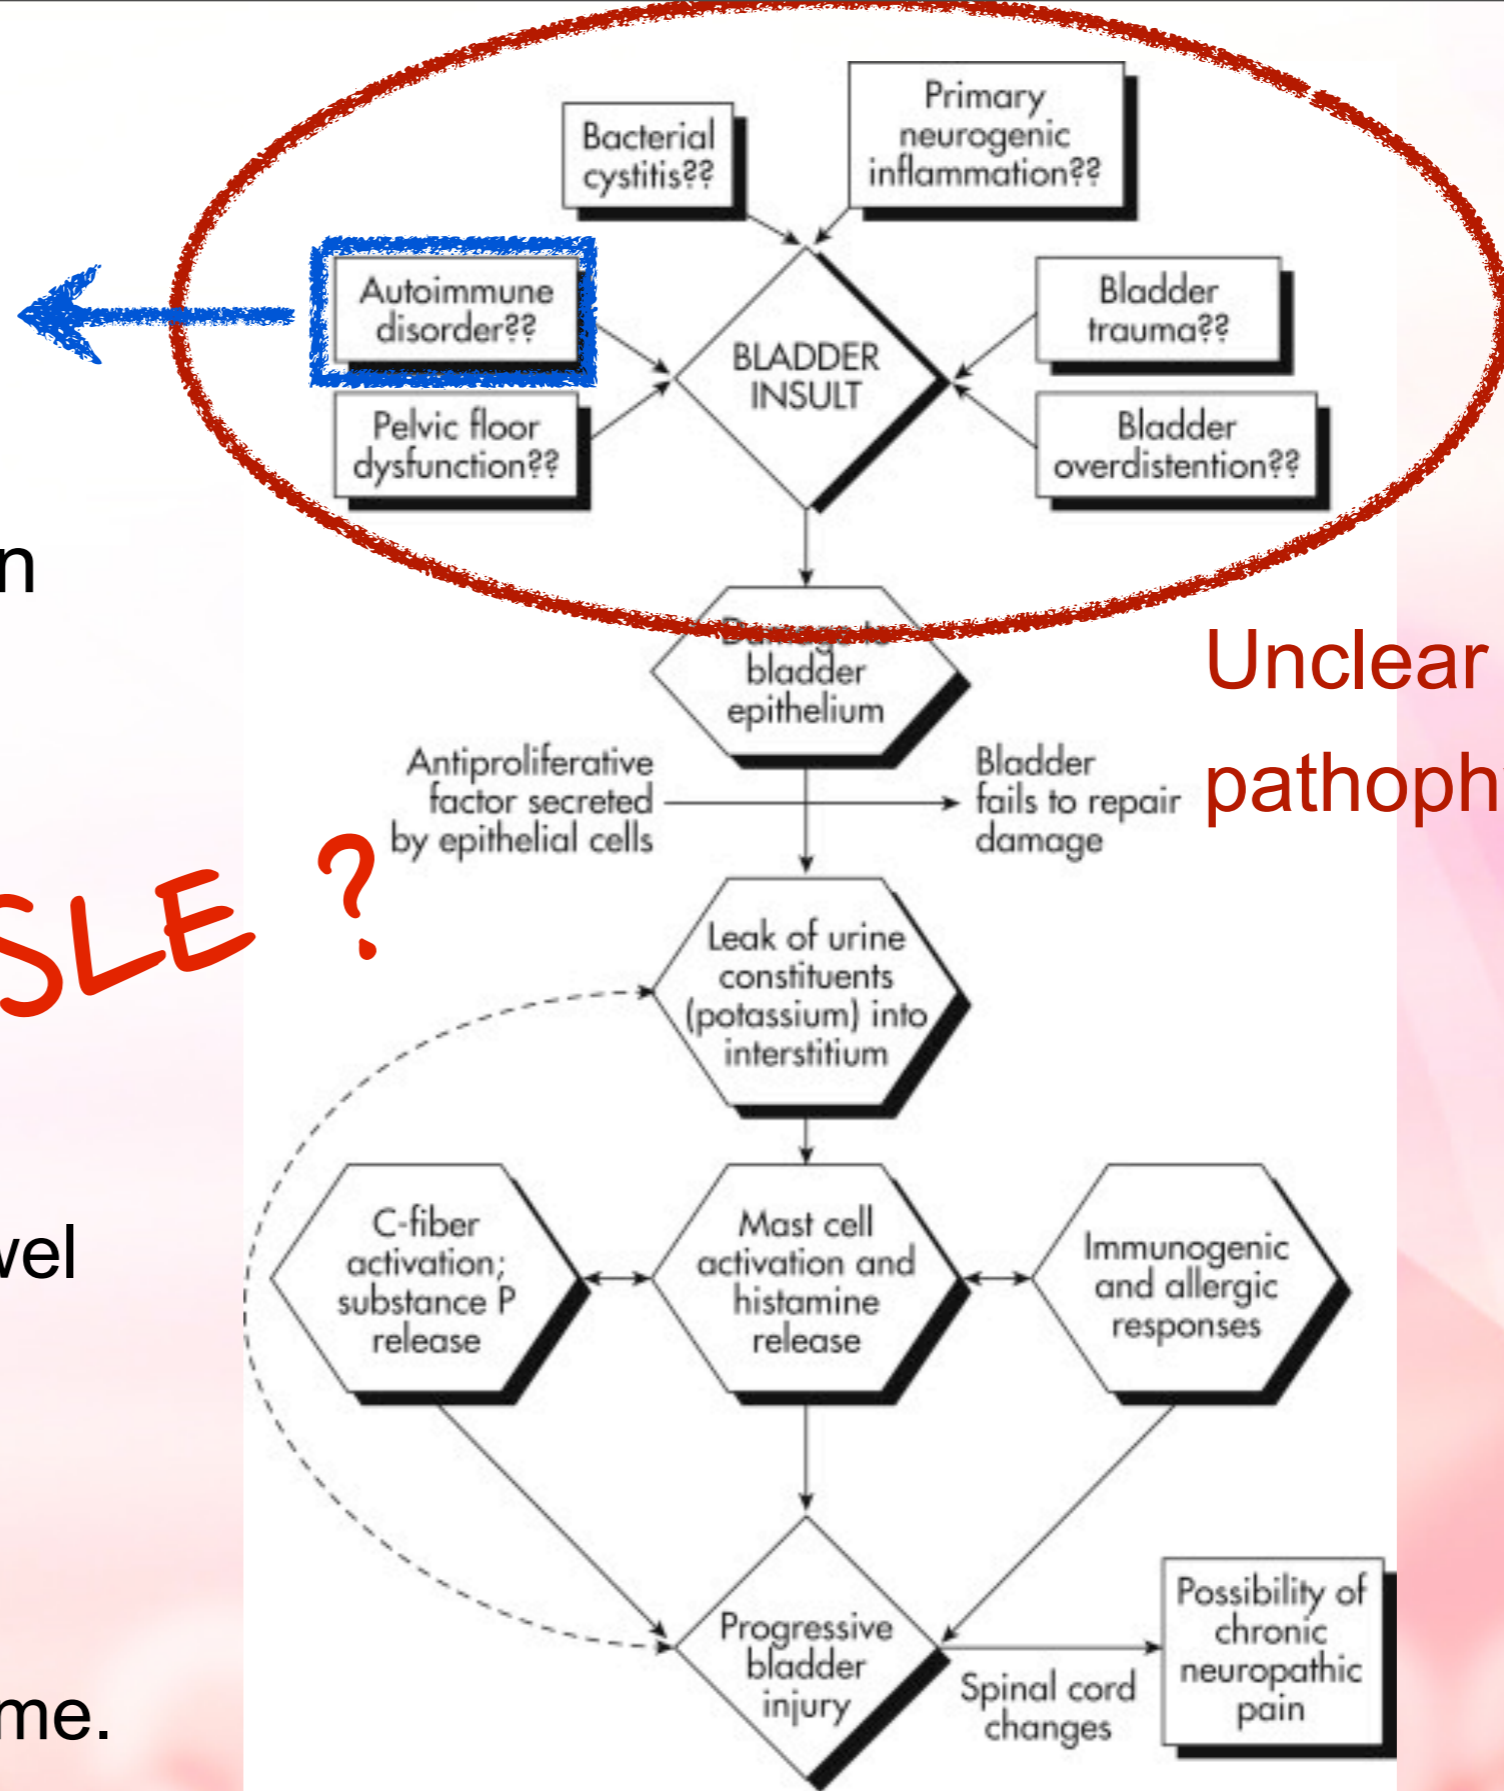 Primary
neurogenic
inflammation??
Bacterial
cystitis??
Autoimmune
disorder??
BLADDER
INSULT
Bladder
trauma??
Pelvic floor
dysfunction??
Bladder
overdistention??
n
Damage to
bladder
epithelium
Unclear
pathoph
Antiproliferative
factor secreted
by epithelial cells
Bladder
fails to repair
damage
SLE ?
Leak of urine
constituents
(potassium) into
interstitium
wel
C-fiber
activation;
substance P
release
Mast cell
activation and
histamine
release
Immunogenic
and allergic
responses
Progressive
bladder
injury
Spinal cord
changes
Possibility of
chronic
neuropathic
pain
me.